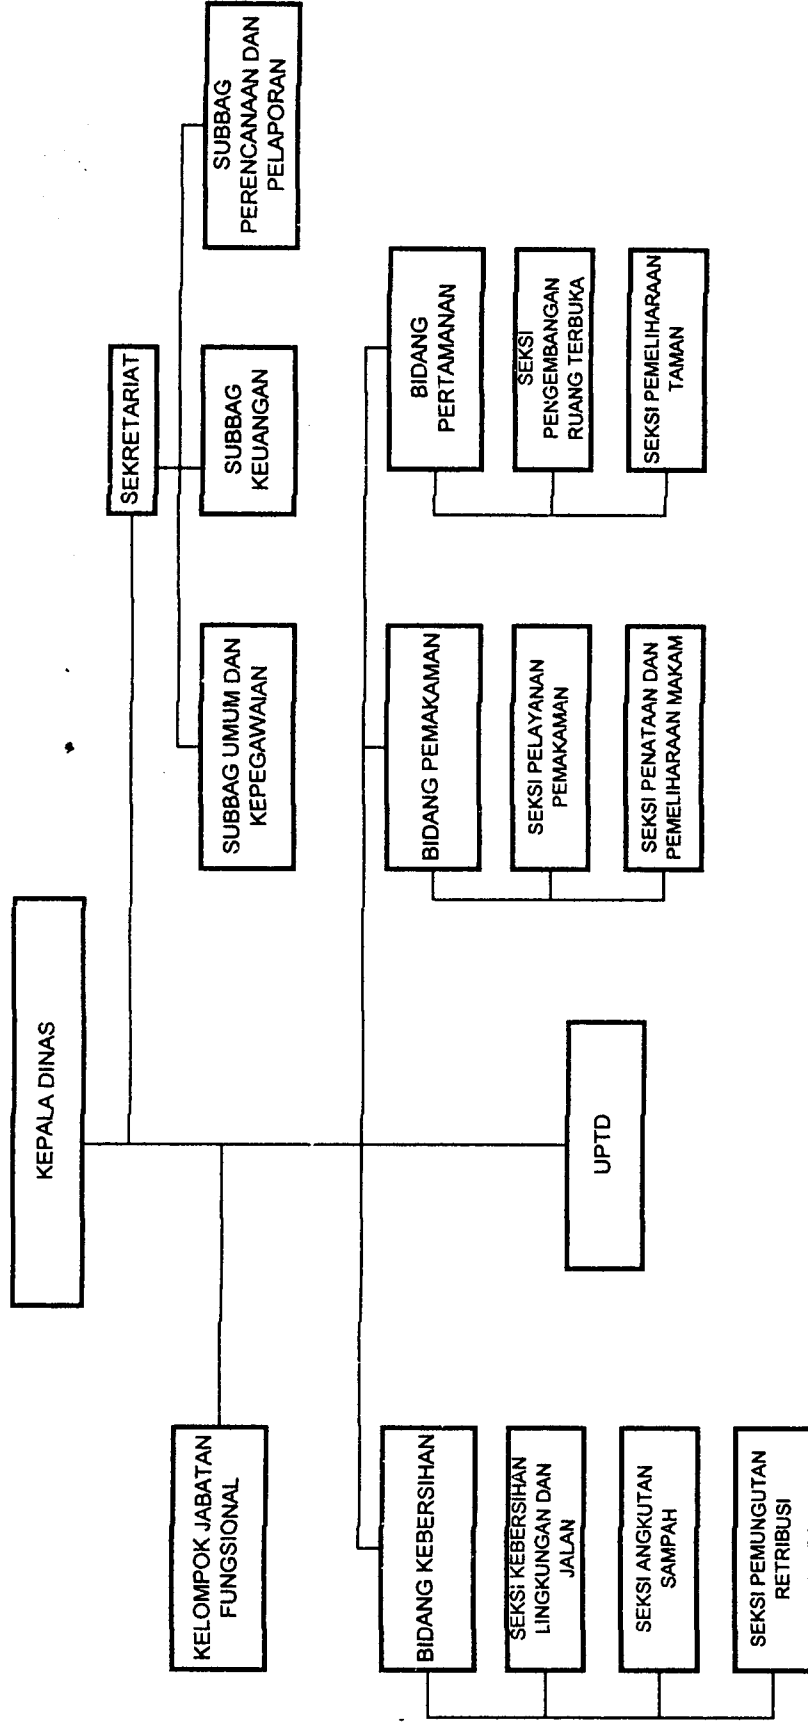 KEPALA DINAS
SEKRETARIAT
KELOMPOK JABATAN
FUNGSIONAL
SUBBAG UMUM DAN
KEPEGAWAIAN
SUBBAG
KEUANGAN
SUBBAG
PERENCANAAN DAN
PELAPORAN
BIDANG KEBERSIHAN
SEKSI KEBERSIHAN
LINGKUNGAN DAN
JALAN
SEKSI ANGKUTAN
SAMPAH
SEKSI PEMUNGUTAN
RETRIBUSI
UPTD
BIDANG PEMAKAMAN
SEKSI PELAYANAN
PEMAKAMAN
SEKSI PENATAAN DAN
PEMELIHARAAN MAKAM
BIDANG
PERTAMANAN
SEKSI
PENGEMBANGAN
RUANG TERBUKA
SEKSI PEMELIHARAAN
TAMAN